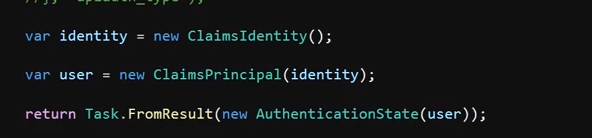 var identity = new ClaimsIdentity();
var user = new ClaimsPrincipal(identity);
return Task.FromResult(new AuthenticationState(user));